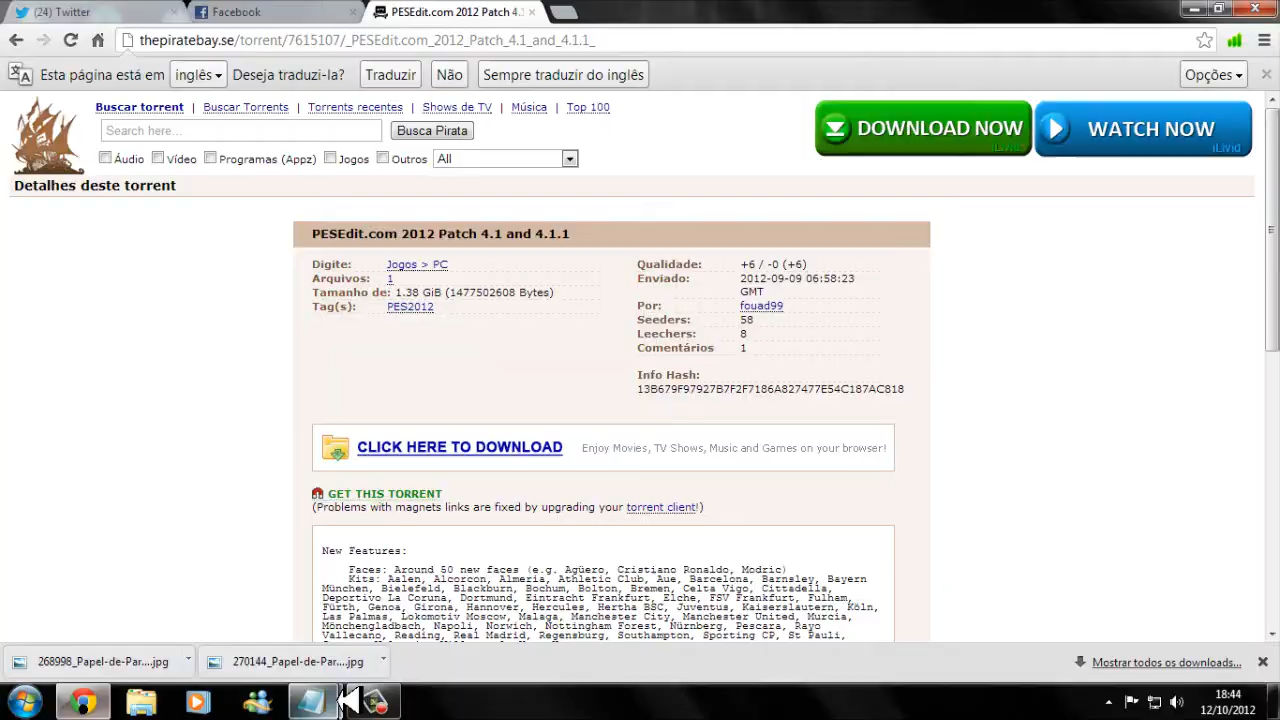 (24) Twitter
Facebook
PESEdit.com 2012 Patch 4.1
thepiratebay.se/torrent/7615107/_PESEdit.com_2012_Patch_4.1_and_4.1.1_
Esta página está em inglês Deseja traduzi-la? Traduzir Não Sempre traduzir do inglês Opções
Buscar torrent | Buscar Torrents | Torrents recentes | Shows de TV | Música | Top 100
Search here... Busca Pirata
Áudio Vídeo Programas (Appz) Jogos Outros All
DOWNLOAD NOW
iLivid
WATCH NOW
iLivid
Detalhes deste torrent
PESEdit.com 2012 Patch 4.1 and 4.1.1
Digite: Jogos > PC
Arquivos: 1
Tamanho de: 1.38 GiB (1477502608 Bytes)
Tag(s): PES2012
Qualidade: +6 / -0 (+6)
Enviado: 2012-09-09 06:58:23
GMT
Por: fouad99
Seeders: 58
Leechers: 8
Comentários 1
Info Hash:
13B679F97927B7F2F7186A827477E54C187AC818
CLICK HERE TO DOWNLOAD Enjoy Movies, TV Shows, Music and Games on your browser!
GET THIS TORRENT
(Problems with magnets links are fixed by upgrading your torrent client!)
New Features:
Faces: Around 50 new faces (e.g. Agüero, Cristiano Ronaldo, Modric)
Kits: Aalen, Alcorcon, Almeria, Athletic Club, Aue, Barcelona, Barnsley, Bayern
München, Bielefeld, Blackburn, Bochum, Bolton, Bremen, Celta Vigo, Cittadella,
Deportivo La Coruna, Dortmund, Eintracht Frankfurt, Elche, FSV Frankfurt, Fulham,
Fürth, Genoa, Girona, Hannover, Hercules, Hertha BSC, Juventus, Kaiserslautern, Köln,
Las Palmas, Lokomotiv Moscow, Malaga, Manchester City, Manchester United, Murcia,
Mönchengladbach, Napoli, Norwich, Nottingham Forest, Nürnberg, Pescara, Rayo
Vallecano, Reading, Real Madrid, Regensburg, Southampton, Sporting CP, St Pauli,
268998_Papel-de-Par....jpg
270144_Papel-de-Par....jpg
Mostrar todos os downloads...
18:44
12/10/2012